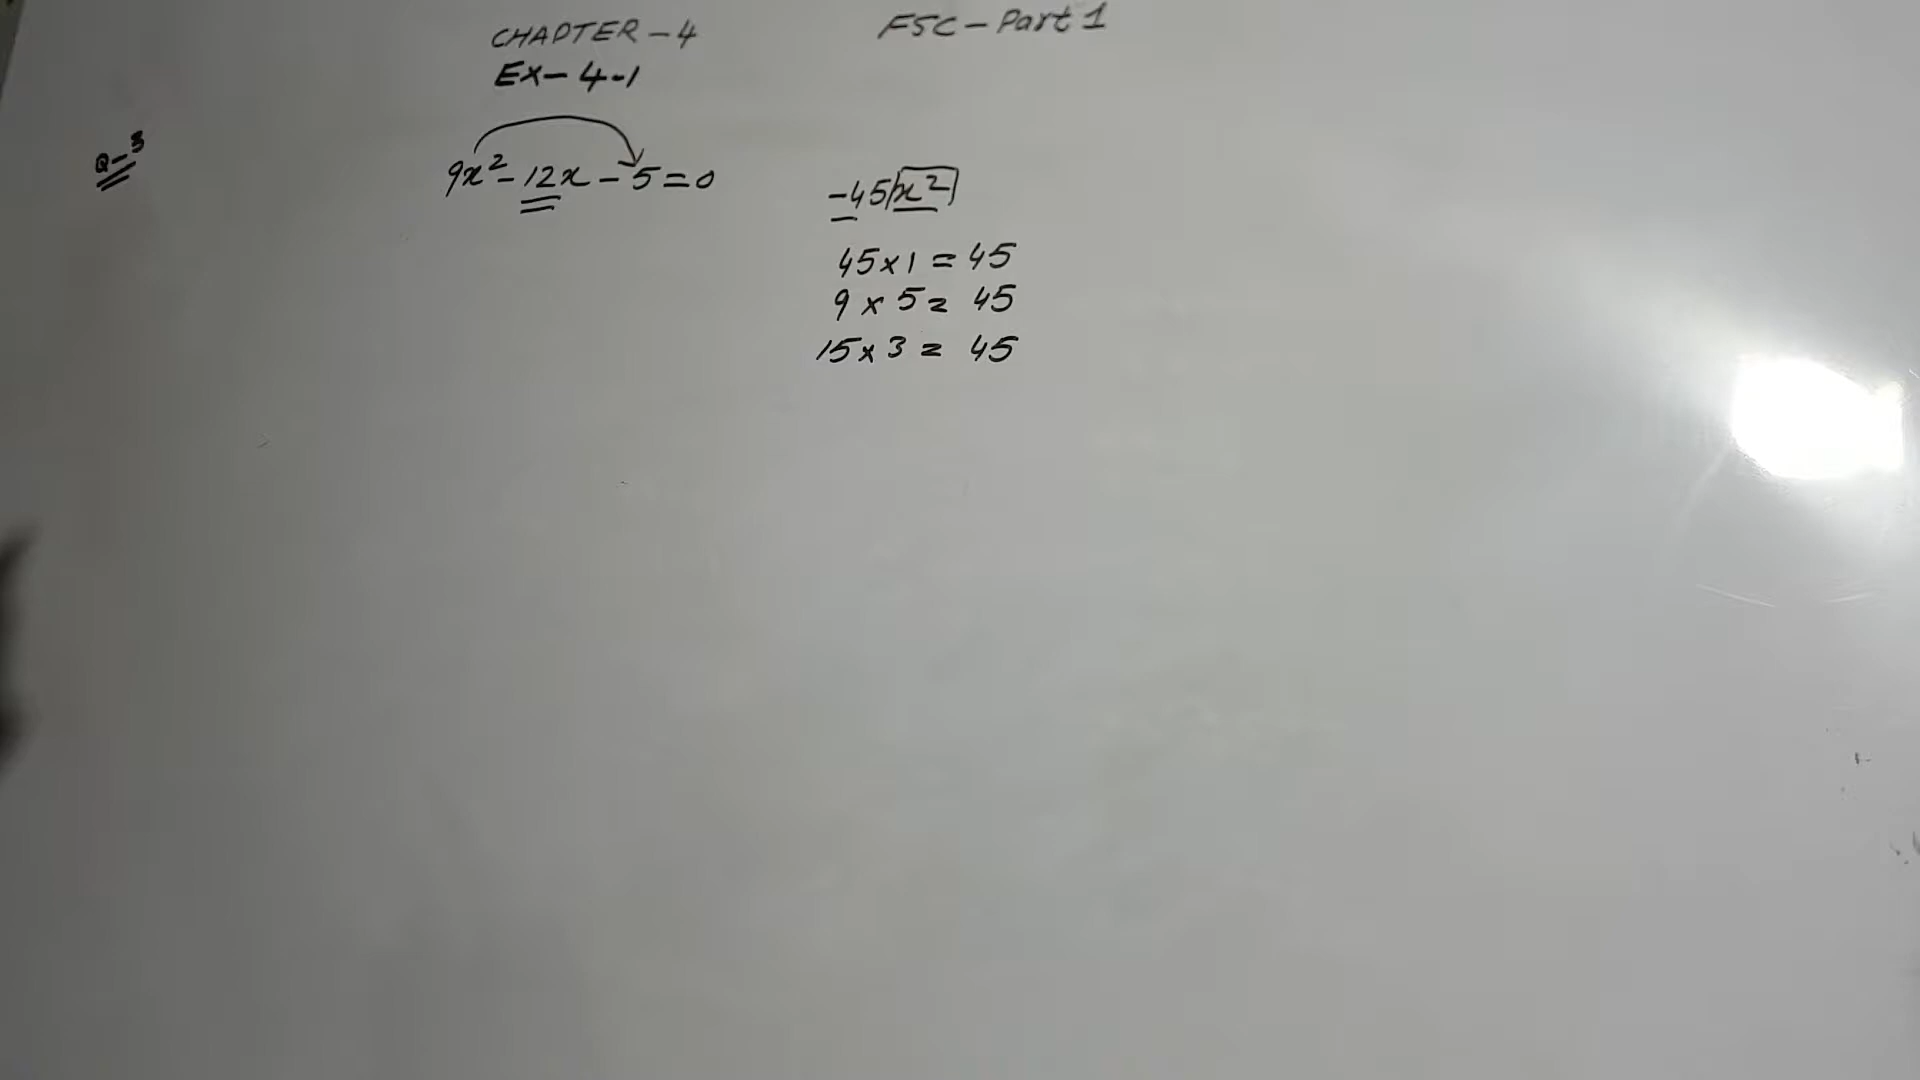 CHAPTER - 4
FSC - Part 1
EX - 4-1
Q-3
9x² - 12x - 5 = 0
-45x²
45 × 1 = 45
9 × 5 = 45
15 × 3 = 45